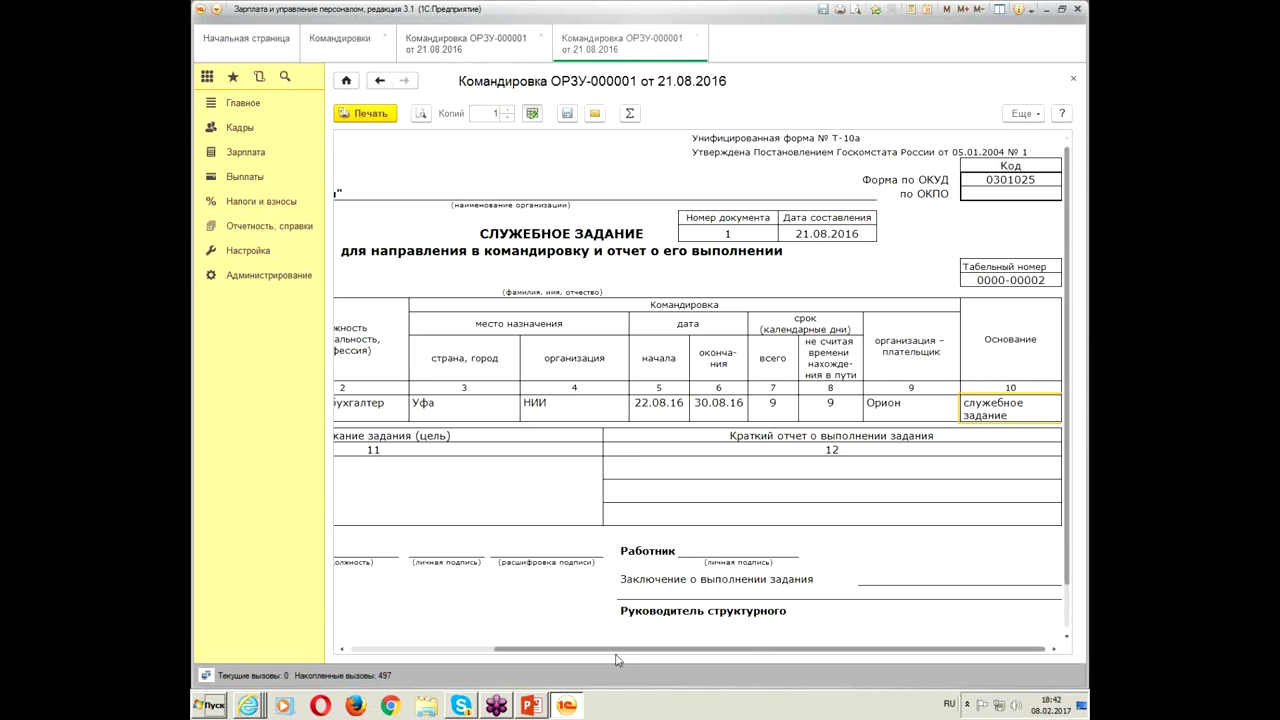 Зарплата и управление персоналом, редакция 3.1 (1С:Предприятие)
M M+ M-
Начальная страница
Командировки
Командировка ОРЗУ-000001 от 21.08.2016
Командировка ОРЗУ-000001 от 21.08.2016
Командировка ОРЗУ-000001 от 21.08.2016
Главное
Кадры
Зарплата
Выплаты
Налоги и взносы
Отчетность, справки
Настройка
Администрирование
Печать
Копий 1
Σ
Еще
?
Унифицированная форма № Т-10а
Утверждена Постановлением Госкомстата России от 05.01.2004 № 1
Код
Форма по ОКУД 0301025
по ОКПО
"
(наименование организации)
Номер документа Дата составления
1 21.08.2016
СЛУЖЕБНОЕ ЗАДАНИЕ
для направления в командировку и отчет о его выполнении
Табельный номер
0000-00002
(фамилия, имя, отчество)
Командировка
жность
альность,
фессия)
место назначения
дата
срок
(календарные дни)
организация –
плательщик
Основание
страна, город
организация
начала
оконча-
ния
всего
не считая
времени
нахожде-
ния в пути
2 3 4 5 6 7 8 9 10
бухгалтер Уфа НИИ 22.08.16 30.08.16 9 9 Орион служебное
задание
жание задания (цель) Краткий отчет о выполнении задания
11 12
Работник
олжность) (личная подпись) (расшифровка подписи) (личная подпись)
Заключение о выполнении задания
Руководитель структурного
Текущие вызовы: 0 Накопленные вызовы: 497
Пуск
RU
18:42
08.02.2017